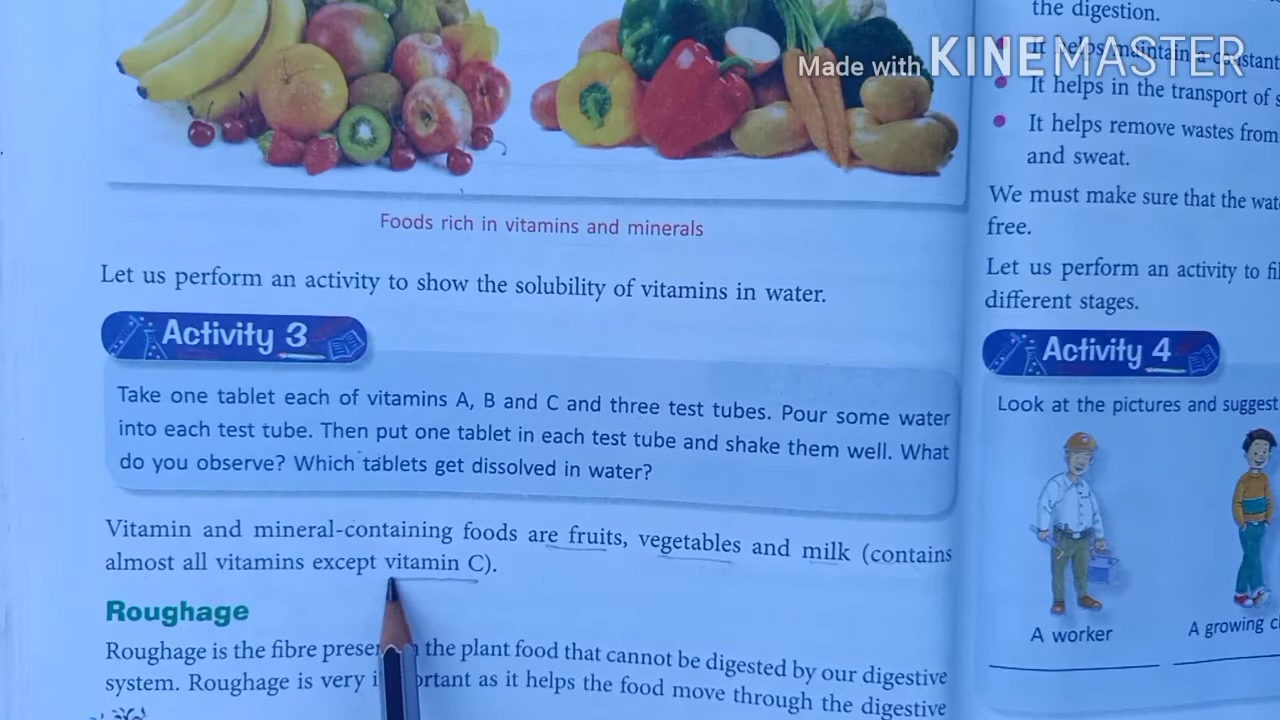 Made with KINEMASTER
Foods rich in vitamins and minerals
Let us perform an activity to show the solubility of vitamins in water.
Activity 3
Take one tablet each of vitamins A, B and C and three test tubes. Pour some water
into each test tube. Then put one tablet in each test tube and shake them well. What
do you observe? Which tablets get dissolved in water?
Vitamin and mineral-containing foods are fruits, vegetables and milk (contains
almost all vitamins except vitamin C).
Roughage
Roughage is the fibre the plant food that cannot be digested by our digestive
system. Roughage is very as it helps the food move through the digestive
the digestion.
It helps maintain a constant
It helps in the transport of
It helps remove wastes from
and sweat.
We must make sure that the
free.
Let us perform an activity to
different stages.
Activity 4
Look at the pictures and suggest
A worker
A growing